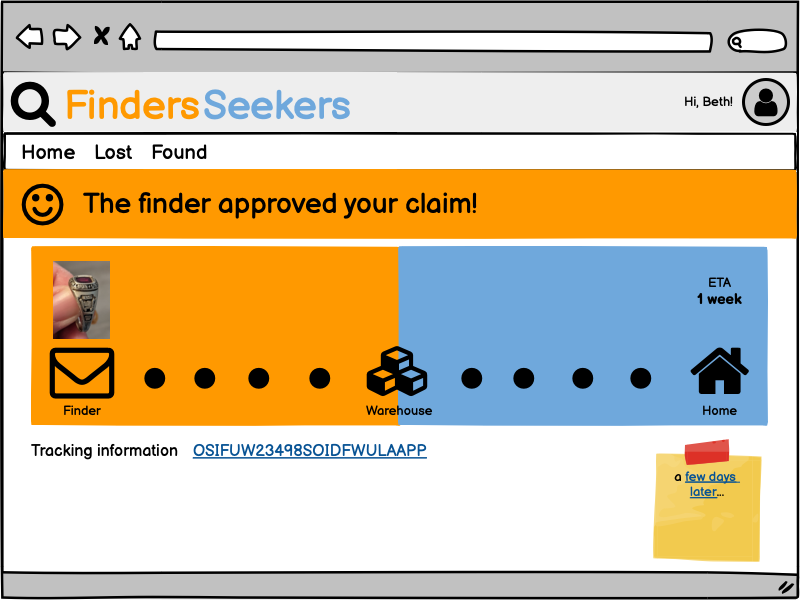 FindersSeekers
Hi, Beth!
Home Lost Found
The finder approved your claim!
ETA
1 week
Finder
Warehouse
Home
Tracking information OSIFUW23498SOIDFWULAAPP
a few days
later...